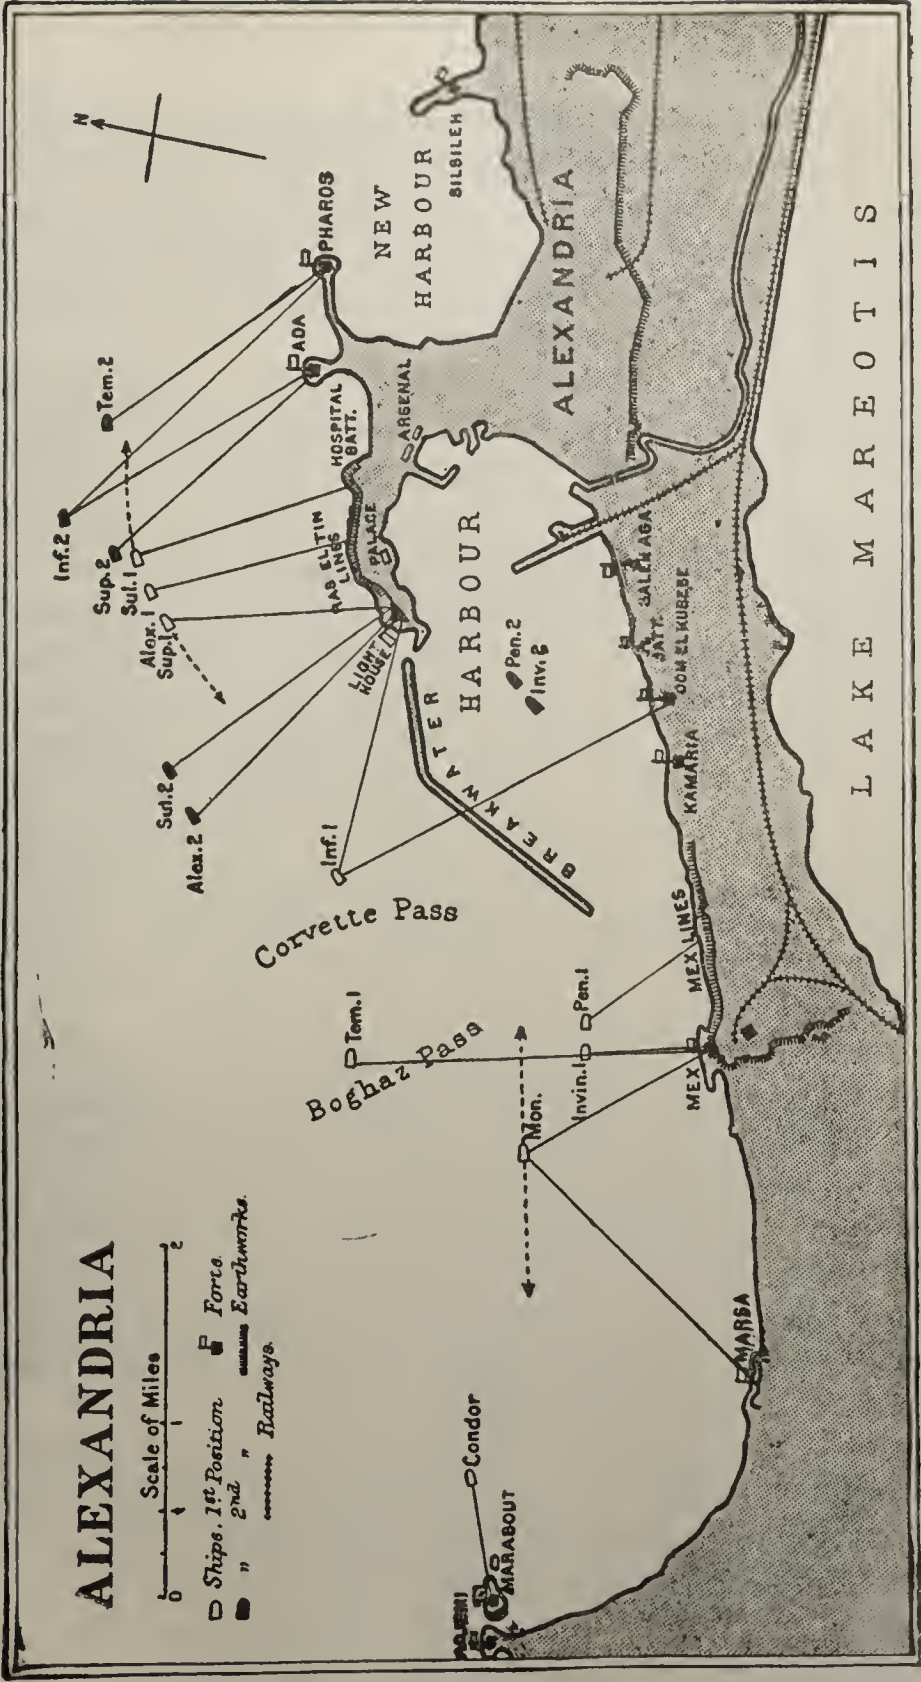 ALEXANDRIA
Scale of Miles
0 1 2
Ships. 1st Position Forts.
" 2nd " Earthworks.
Railways.
N
Tem.2
Inf.2
Sup.2
Sul.1
Alex.1
Sup.1
Sul.2
Alex.2
Inf.1
Corvette Pass
Tem.1
Boghaz Pass
Mon.
Invin.1
Pen.1
Condor
MARABOUT
MARSA
MEX
MEX LINES
KAMARIA
OOM EL KUBEBE
BATT.
SALEH AGA
Pen.2
Inv.2
HARBOUR
BREAKWATER
LIGHT
HOUSE
RAS EL TIN
LINES
PALACE
HOSPITAL
BATT.
ARSENAL
ADA
PHAROS
NEW
HARBOUR
SILSILEH
ALEXANDRIA
LAKE MAREOTIS